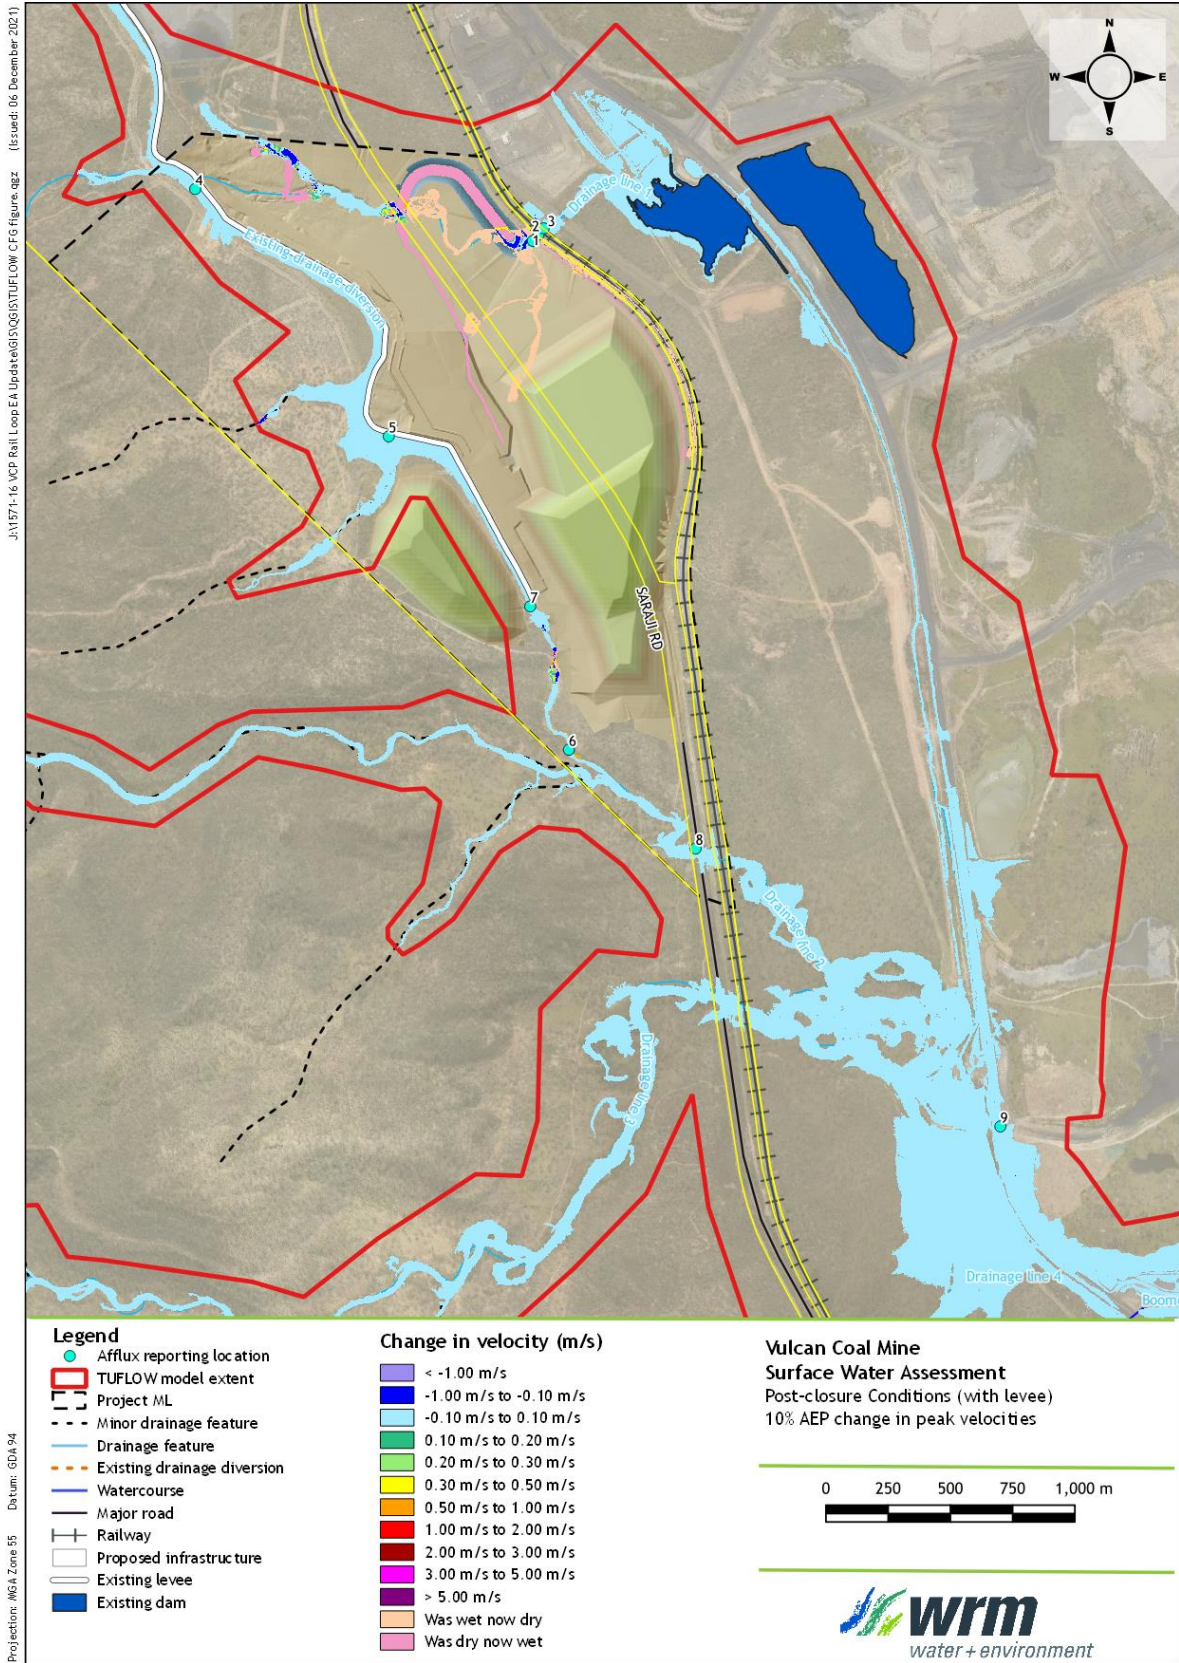 J:\1571-16 VCP Rail Loop EA Update\GIS\QGIS\TUFLOW CFG figure.qgz (Issued: 06 December 2021)
N
W
E
S
4
Drainage line 1
2
3
1
Existing drainage diversion
5
7
SARAJI RD
6
8
Drainage line 2
Drainage line 3
9
Drainage line 4
Boome
Projection: MGA Zone 55 Datum: GDA 94
Legend
Afflux reporting location
TUFLOW model extent
Project ML
Minor drainage feature
Drainage feature
Existing drainage diversion
Watercourse
Major road
Railway
Proposed infrastructure
Existing levee
Existing dam
Change in velocity (m/s)
< -1.00 m/s
-1.00 m/s to -0.10 m/s
-0.10 m/s to 0.10 m/s
0.10 m/s to 0.20 m/s
0.20 m/s to 0.30 m/s
0.30 m/s to 0.50 m/s
0.50 m/s to 1.00 m/s
1.00 m/s to 2.00 m/s
2.00 m/s to 3.00 m/s
3.00 m/s to 5.00 m/s
> 5.00 m/s
Was wet now dry
Was dry now wet
Vulcan Coal Mine
Surface Water Assessment
Post-closure Conditions (with levee)
10% AEP change in peak velocities
0 250 500 750 1,000 m
wrm
water + environment